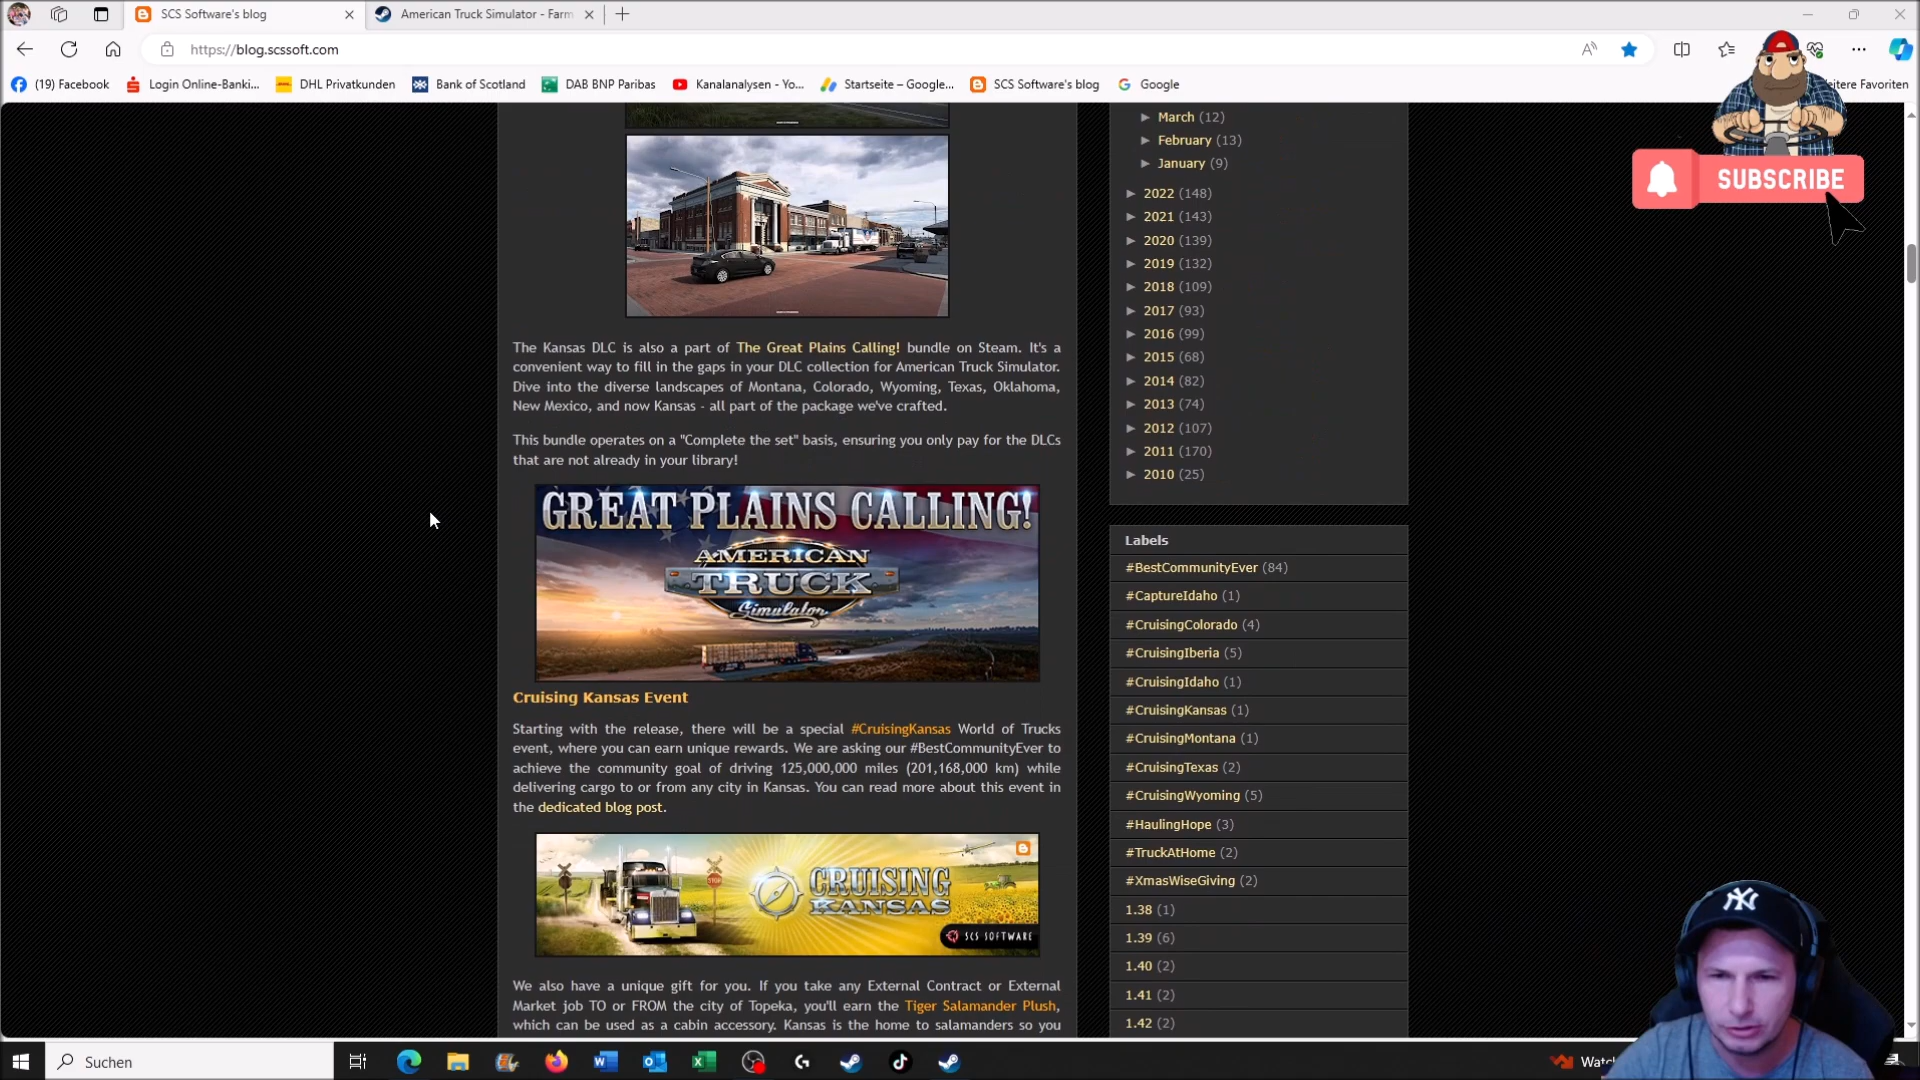 SCS Software's blog
American Truck Simulator - Farm
https://blog.scssoft.com
(19) Facebook
Login Online-Banki...
DHL Privatkunden
Bank of Scotland
DAB BNP Paribas
Kanalanalysen - Yo...
Startseite – Google...
SCS Software's blog
Google
eitere Favoriten
SUBSCRIBE
The Kansas DLC is also a part of The Great Plains Calling! bundle on Steam. It's a
convenient way to fill in the gaps in your DLC collection for American Truck Simulator.
Dive into the diverse landscapes of Montana, Colorado, Wyoming, Texas, Oklahoma,
New Mexico, and now Kansas - all part of the package we've crafted.
This bundle operates on a "Complete the set" basis, ensuring you only pay for the DLCs
that are not already in your library!
GREAT PLAINS CALLING!
AMERICAN
TRUCK
Simulator
Cruising Kansas Event
Starting with the release, there will be a special #CruisingKansas World of Trucks
event, where you can earn unique rewards. We are asking our #BestCommunityEver to
achieve the community goal of driving 125,000,000 miles (201,168,000 km) while
delivering cargo to or from any city in Kansas. You can read more about this event in
the dedicated blog post.
STOP
CRUISING
KANSAS
SCS SOFTWARE
We also have a unique gift for you. If you take any External Contract or External
Market job TO or FROM the city of Topeka, you'll earn the Tiger Salamander Plush,
which can be used as a cabin accessory. Kansas is the home to salamanders so you
► March (12)
► February (13)
► January (9)
► 2022 (148)
► 2021 (143)
► 2020 (139)
► 2019 (132)
► 2018 (109)
► 2017 (93)
► 2016 (99)
► 2015 (68)
► 2014 (82)
► 2013 (74)
► 2012 (107)
► 2011 (170)
► 2010 (25)
Labels
#BestCommunityEver (84)
#CaptureIdaho (1)
#CruisingColorado (4)
#CruisingIberia (5)
#CruisingIdaho (1)
#CruisingKansas (1)
#CruisingMontana (1)
#CruisingTexas (2)
#CruisingWyoming (5)
#HaulingHope (3)
#TruckAtHome (2)
#XmasWiseGiving (2)
1.38 (1)
1.39 (6)
1.40 (2)
1.41 (2)
1.42 (2)
NY
Suchen
Watc